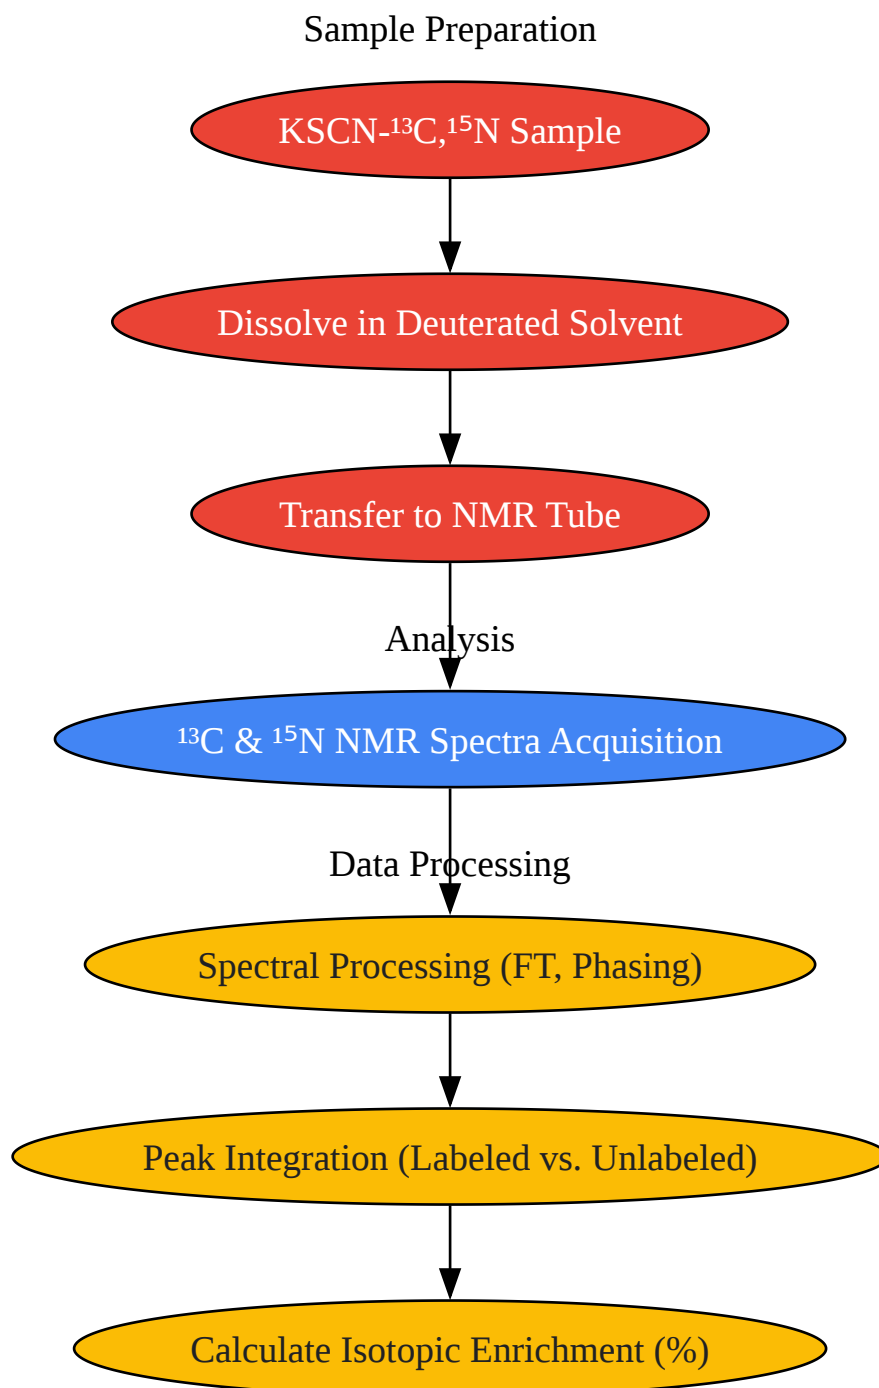 Sample Preparation
KSCN-¹³C,¹⁵N Sample
Dissolve in Deuterated Solvent
Transfer to NMR Tube
Analysis
¹³C & ¹⁵N NMR Spectra Acquisition
Data Processing
Spectral Processing (FT, Phasing)
Peak Integration (Labeled vs. Unlabeled)
Calculate Isotopic Enrichment (%)